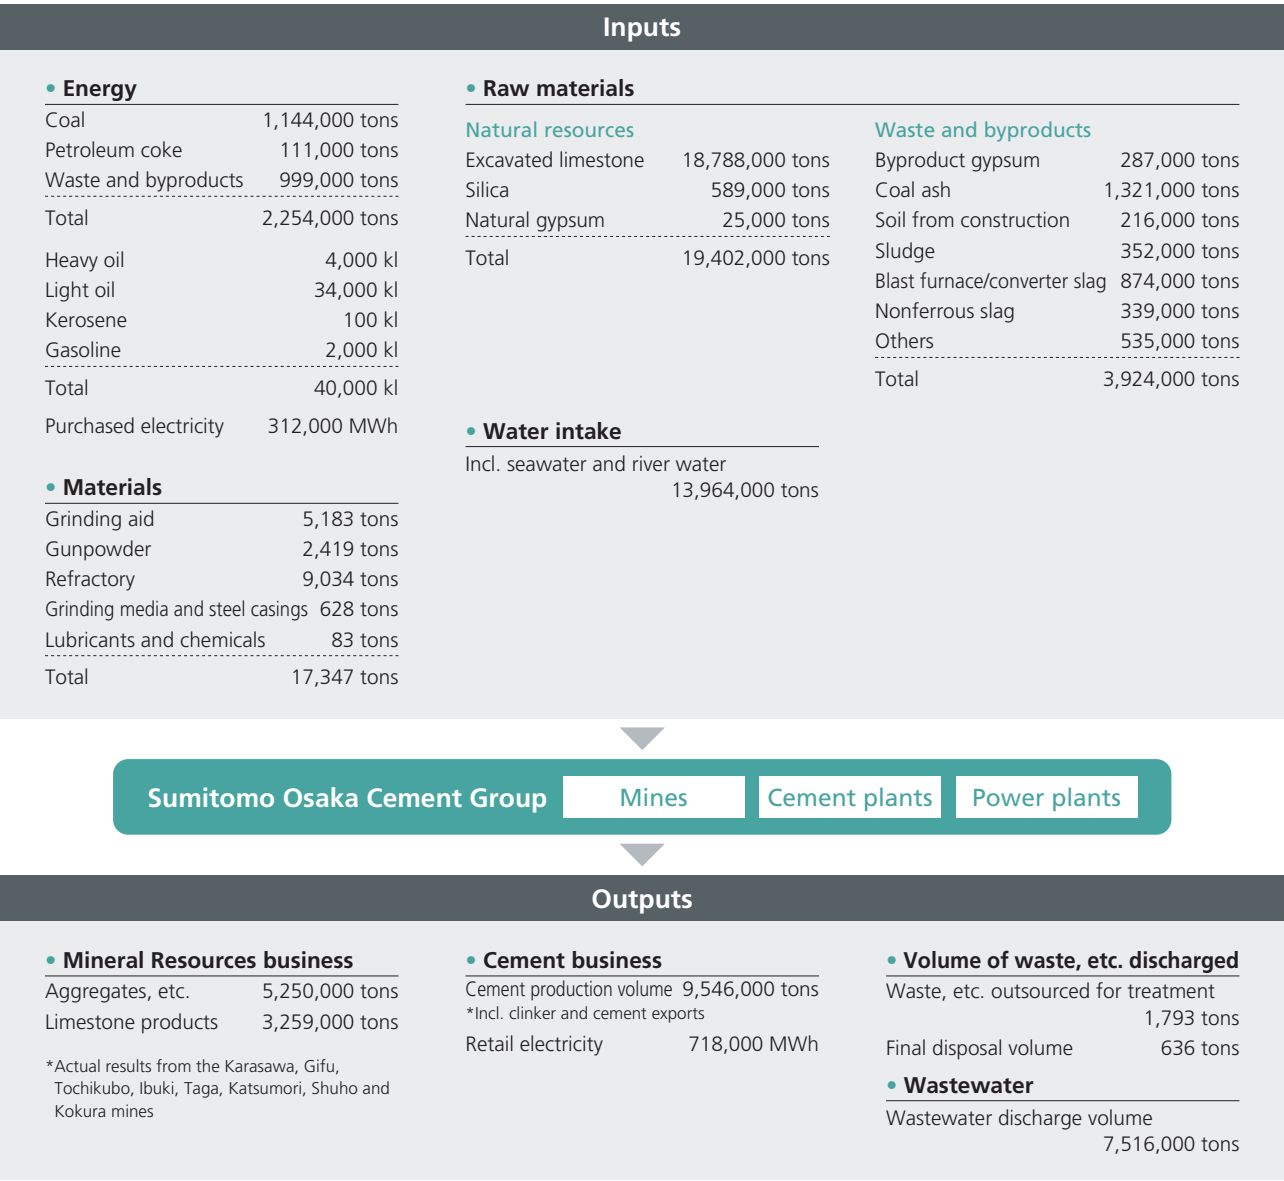 Inputs
• Energy
Coal 1,144,000 tons
Petroleum coke 111,000 tons
Waste and byproducts 999,000 tons
Total 2,254,000 tons
Heavy oil 4,000 kl
Light oil 34,000 kl
Kerosene 100 kl
Gasoline 2,000 kl
Total 40,000 kl
Purchased electricity 312,000 MWh
• Materials
Grinding aid 5,183 tons
Gunpowder 2,419 tons
Refractory 9,034 tons
Grinding media and steel casings 628 tons
Lubricants and chemicals 83 tons
Total 17,347 tons
• Raw materials
Natural resources
Excavated limestone 18,788,000 tons
Silica 589,000 tons
Natural gypsum 25,000 tons
Total 19,402,000 tons
Waste and byproducts
Byproduct gypsum 287,000 tons
Coal ash 1,321,000 tons
Soil from construction 216,000 tons
Sludge 352,000 tons
Blast furnace/converter slag 874,000 tons
Nonferrous slag 339,000 tons
Others 535,000 tons
Total 3,924,000 tons
• Water intake
Incl. seawater and river water
13,964,000 tons
Sumitomo Osaka Cement Group Mines Cement plants Power plants
Outputs
• Mineral Resources business
Aggregates, etc. 5,250,000 tons
Limestone products 3,259,000 tons
*Actual results from the Karasawa, Gifu,
Tochikubo, Ibuki, Taga, Katsumori, Shuho and
Kokura mines
• Cement business
Cement production volume 9,546,000 tons
*Incl. clinker and cement exports
Retail electricity 718,000 MWh
• Volume of waste, etc. discharged
Waste, etc. outsourced for treatment
1,793 tons
Final disposal volume 636 tons
• Wastewater
Wastewater discharge volume
7,516,000 tons